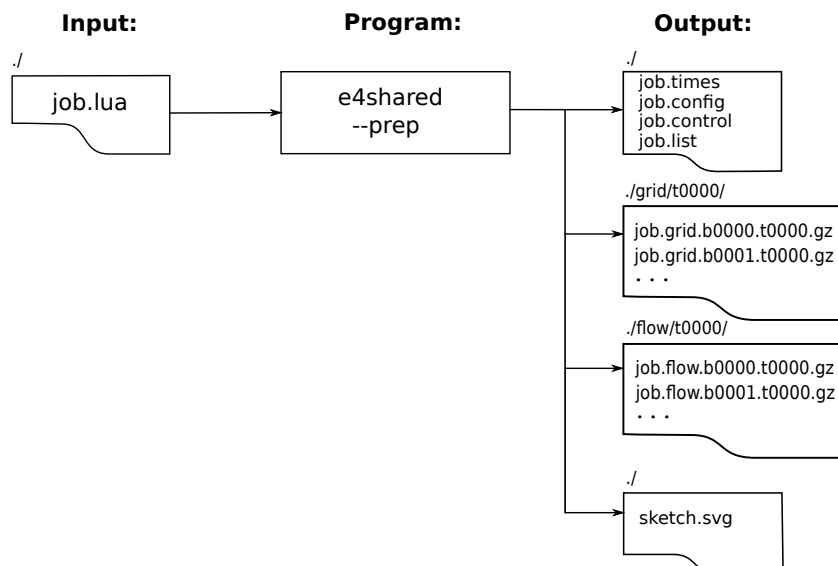 Input:
Program:
Output:
./
job.lua
e4shared
--prep
./
job.times
job.config
job.control
job.list
./grid/t0000/
job.grid.b0000.t0000.gz
job.grid.b0001.t0000.gz
. . .
./flow/t0000/
job.flow.b0000.t0000.gz
job.flow.b0001.t0000.gz
. . .
./
sketch.svg